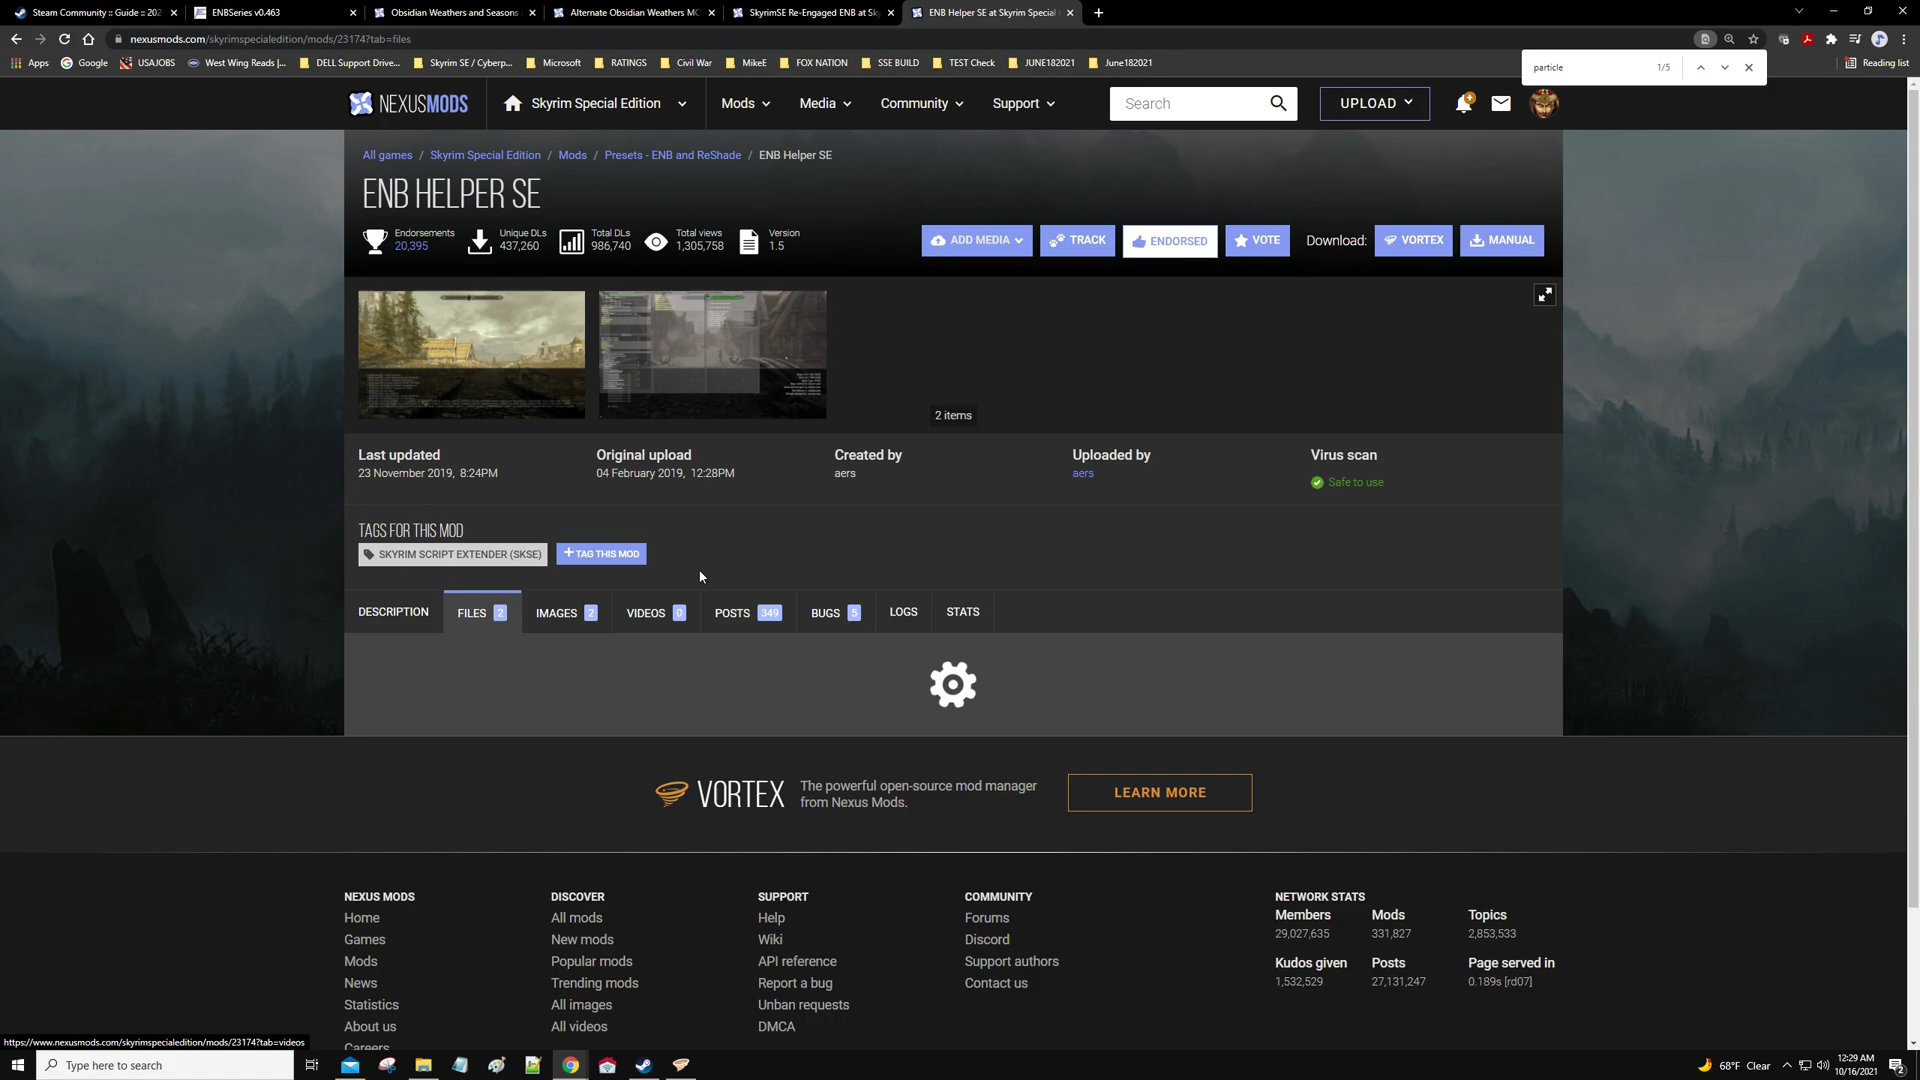 Steam Community :: Guide :: 202
ENBSeries v0.463
Obsidian Weathers and Seasons
Alternate Obsidian Weathers MC
SkyrimSE Re-Engaged ENB at Sk
ENB Helper SE at Skyrim Special
nexusmods.com/skyrimspecialedition/mods/23174?tab=files
Apps
Google
USAJOBS
West Wing Reads |...
DELL Support Drive...
Skyrim SE / Cyberp...
Microsoft
RATINGS
Civil War
MikeE
FOX NATION
SSE BUILD
TEST Check
JUNE182021
June182021
particle
1/5
Reading list
NEXUSMODS
Skyrim Special Edition
Mods
Media
Community
Support
Search
UPLOAD
All games / Skyrim Special Edition / Mods / Presets - ENB and ReShade / ENB Helper SE
ENB HELPER SE
Endorsements
20,395
Unique DLs
437,260
Total DLs
986,740
Total views
1,305,758
Version
1.5
ADD MEDIA
TRACK
ENDORSED
VOTE
Download:
VORTEX
MANUAL
2 items
Last updated
23 November 2019, 8:24PM
Original upload
04 February 2019, 12:28PM
Created by
aers
Uploaded by
aers
Virus scan
Safe to use
TAGS FOR THIS MOD
SKYRIM SCRIPT EXTENDER (SKSE)
+ TAG THIS MOD
DESCRIPTION
FILES 2
IMAGES 2
VIDEOS 0
POSTS 349
BUGS 5
LOGS
STATS
VORTEX
The powerful open-source mod manager
from Nexus Mods.
LEARN MORE
NEXUS MODS
Home
Games
Mods
News
Statistics
About us
Careers
DISCOVER
All mods
New mods
Popular mods
Trending mods
All images
All videos
SUPPORT
Help
Wiki
API reference
Report a bug
Unban requests
DMCA
COMMUNITY
Forums
Discord
Support authors
Contact us
NETWORK STATS
Members
29,027,635
Mods
331,827
Topics
2,853,533
Kudos given
1,532,529
Posts
27,131,247
Page served in
0.189s [rd07]
https://www.nexusmods.com/skyrimspecialedition/mods/23174?tab=videos
Type here to search
68°F Clear
12:29 AM
10/16/2021
2